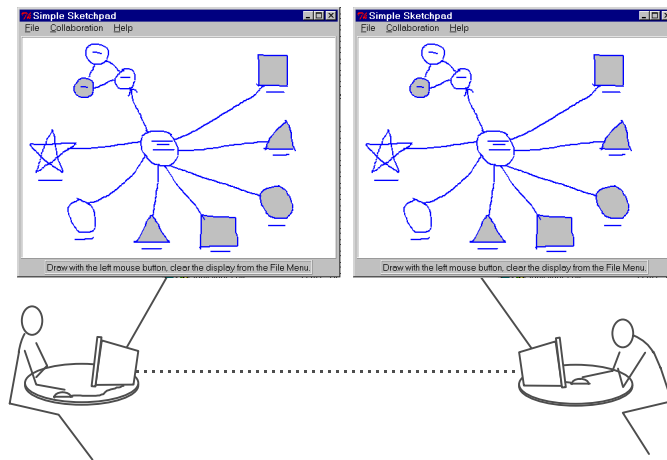 Simple Sketchpad
File Collaboration Help
Draw with the left mouse button, clear the display from the File Menu.
Simple Sketchpad
File Collaboration Help
Draw with the left mouse button, clear the display from the File Menu.